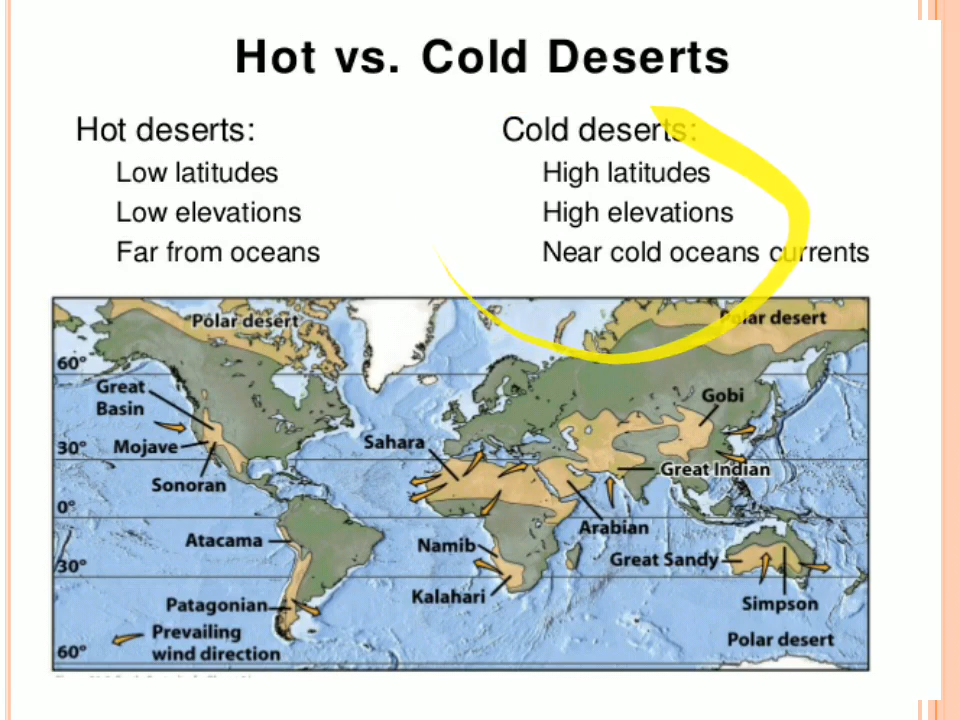 Hot vs. Cold Deserts
Hot deserts:
Low latitudes
Low elevations
Far from oceans
Cold deserts:
High latitudes
High elevations
Near cold oceans currents
Polar desert
Polar desert
60°
Great
Basin
Gobi
30°
Mojave
Sahara
Great Indian
Sonoran
0°
Arabian
Atacama
Namib
Great Sandy
30°
Kalahari
Patagonian
Simpson
Prevailing
wind direction
Polar desert
60°